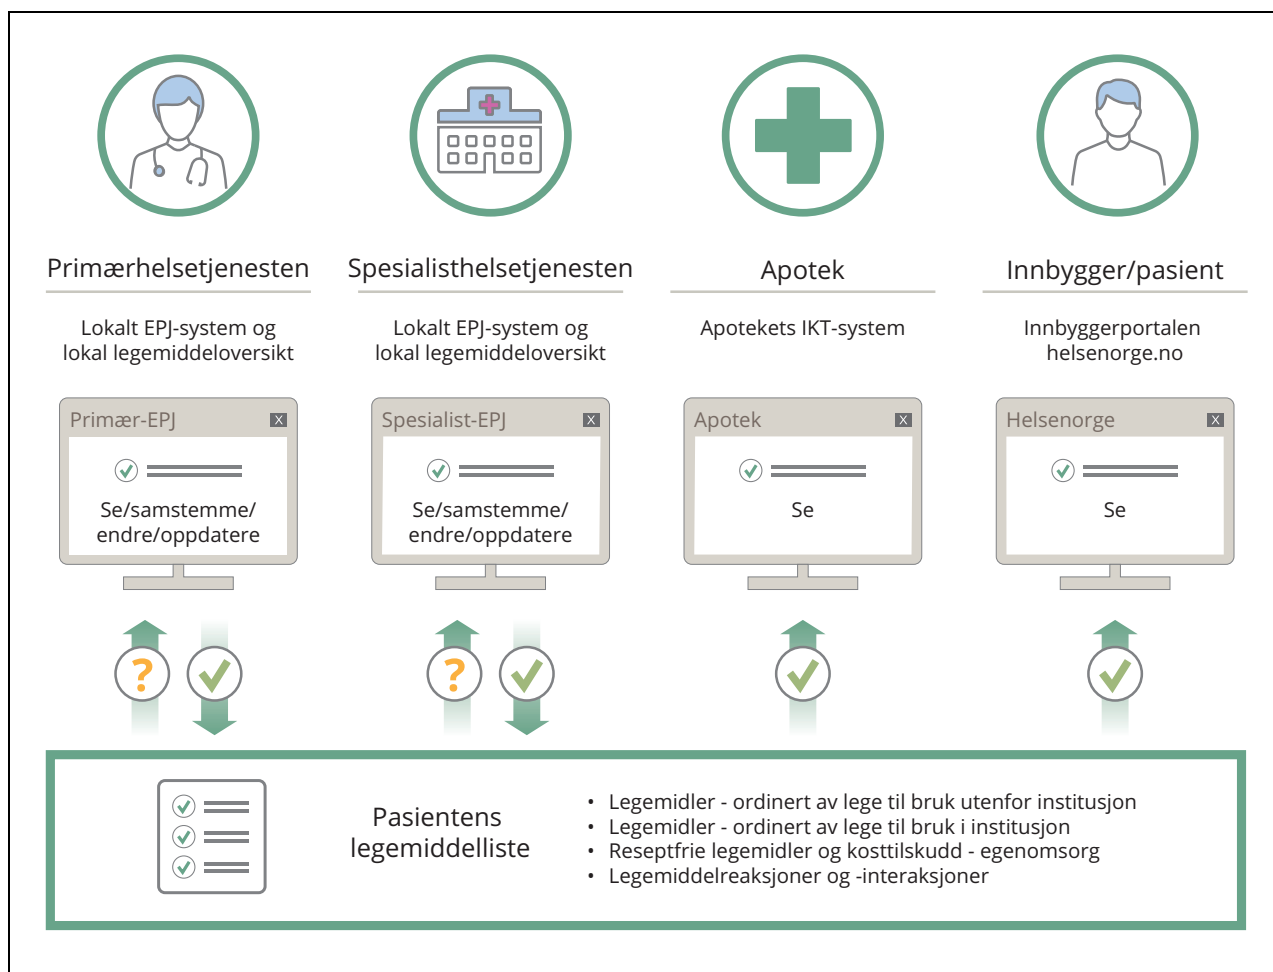 Primærhelsetjenesten
Spesialisthelsetjenesten
Apotek
Innbygger/pasient
Lokalt EPJ-system og
lokal legemiddeloversikt
Lokalt EPJ-system og
lokal legemiddeloversikt
Apotekets IKT-system
Innbyggerportalen
helsenorge.no
Primær-EPJ X
Se/samstemme/
endre/oppdatere
Spesialist-EPJ X
Se/samstemme/
endre/oppdatere
Apotek X
Se
Helsenorge X
Se
?
?
Pasientens
legemiddelliste
• Legemidler - ordinert av lege til bruk utenfor institusjon
• Legemidler - ordinert av lege til bruk i institusjon
• Reseptfrie legemidler og kosttilskudd - egenomsorg
• Legemiddelreaksjoner og -interaksjoner